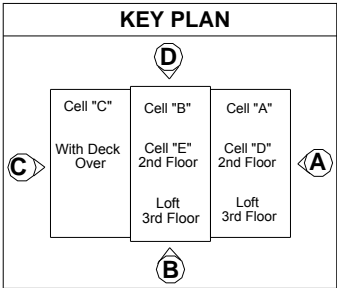 KEY PLAN
D
Cell "C"
With Deck
Over
Cell "B"
Cell "E"
2nd Floor
Loft
3rd Floor
Cell "A"
Cell "D"
2nd Floor
Loft
3rd Floor
C
A
B